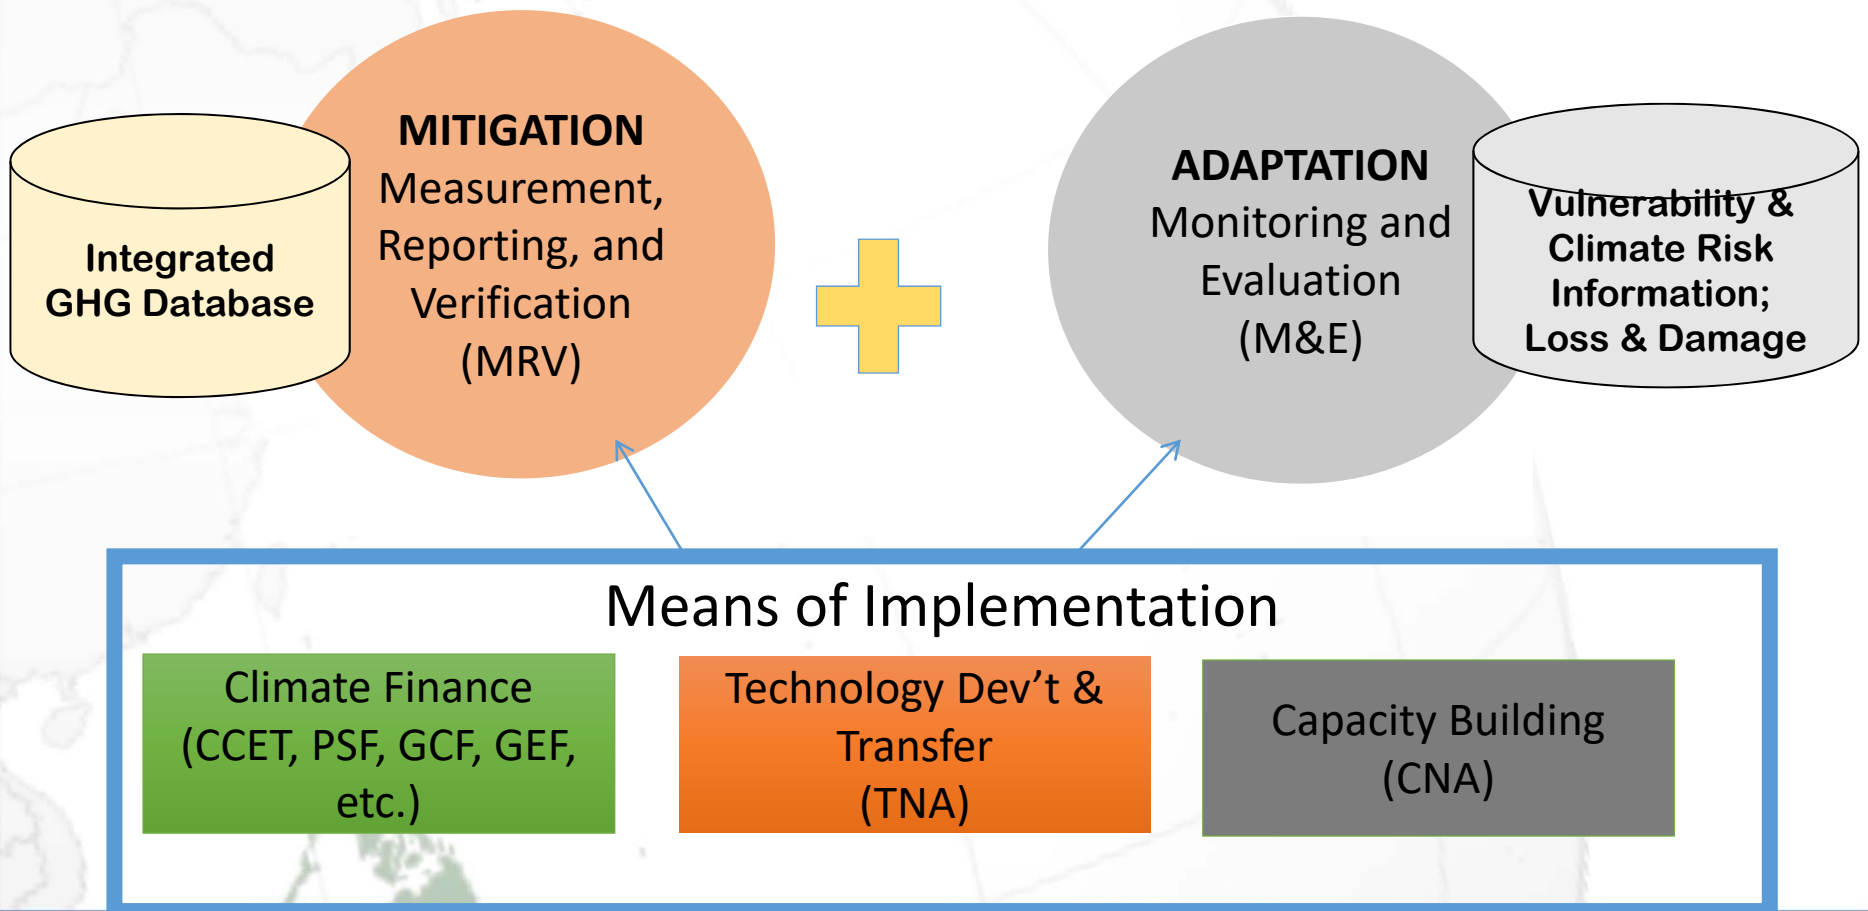 MITIGATION
Measurement,
Reporting, and
Verification
(MRV)
Integrated
GHG Database
ADAPTATION
Monitoring and
Evaluation
(M&E)
Vulnerability &
Climate Risk
Information;
Loss & Damage
Means of Implementation
Climate Finance
(CCET, PSF, GCF, GEF,
etc.)
Technology Dev’t &
Transfer
(TNA)
Capacity Building
(CNA)